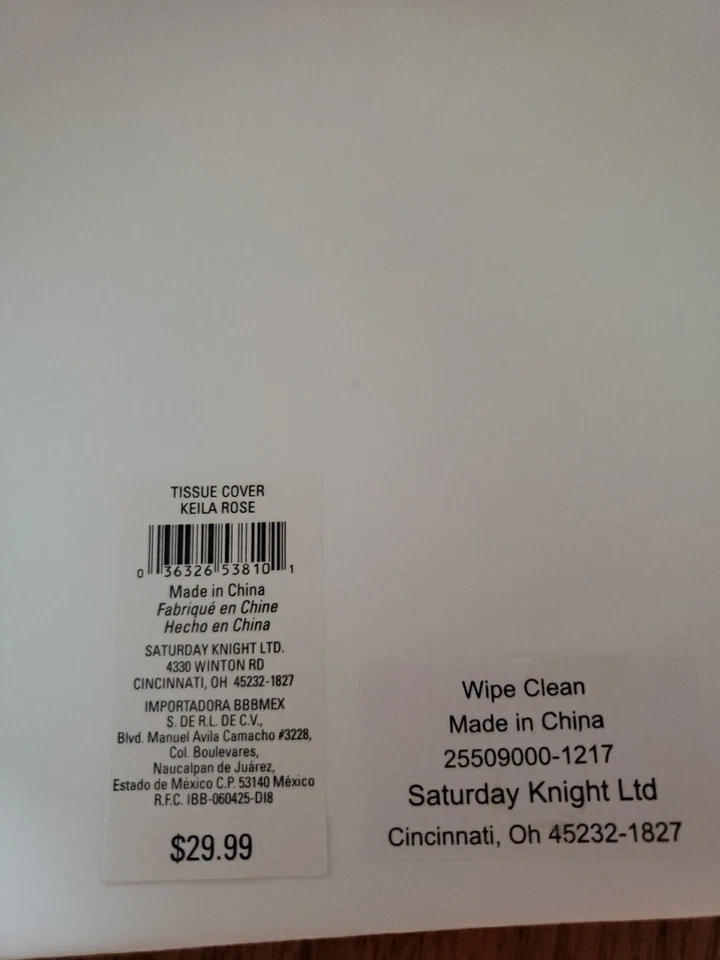 TISSUE COVER
KEILA ROSE
0 36326 53810 1
Made in China
Fabriqué en Chine
Hecho en China
SATURDAY KNIGHT LTD.
4330 WINTON RD
CINCINNATI, OH 45232-1827
IMPORTADORA BBBMEX
S. DE R.L. DE C.V.,
Blvd. Manuel Avila Camacho #3228,
Col. Boulevares,
Naucalpan de Juárez,
Estado de México C.P. 53140 México
R.F.C. IBB-060425-DI8
$29.99
Wipe Clean
Made in China
25509000-1217
Saturday Knight Ltd
Cincinnati, Oh 45232-1827